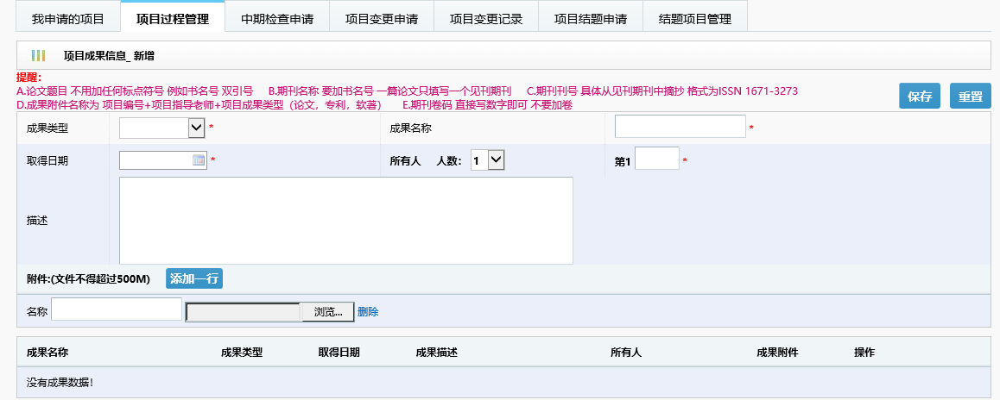 我申请的项目 项目过程管理 中期检查申请 项目变更申请 项目变更记录 项目结题申请 结题项目管理
项目成果信息_ 新增
提醒：
A.论文题目 不用加任何标点符号 例如书名号 双引号 B.期刊名称 要加书名号 一篇论文只填写一个见刊期刊 C.期刊刊号 具体从见刊期刊中摘抄 格式为ISSN 1671-3273
D.成果附件名称为 项目编号+项目指导老师+项目成果类型（论文，专利，软著） E.期刊卷码 直接写数字即可 不要加卷
保存 重置
成果类型 * 成果名称 *
取得日期 * 所有人 人数： 1 第1 *
描述
附件:(文件不得超过500M) 添加一行
名称 浏览... 删除
成果名称 成果类型 取得日期 成果描述 所有人 成果附件 操作
没有成果数据！